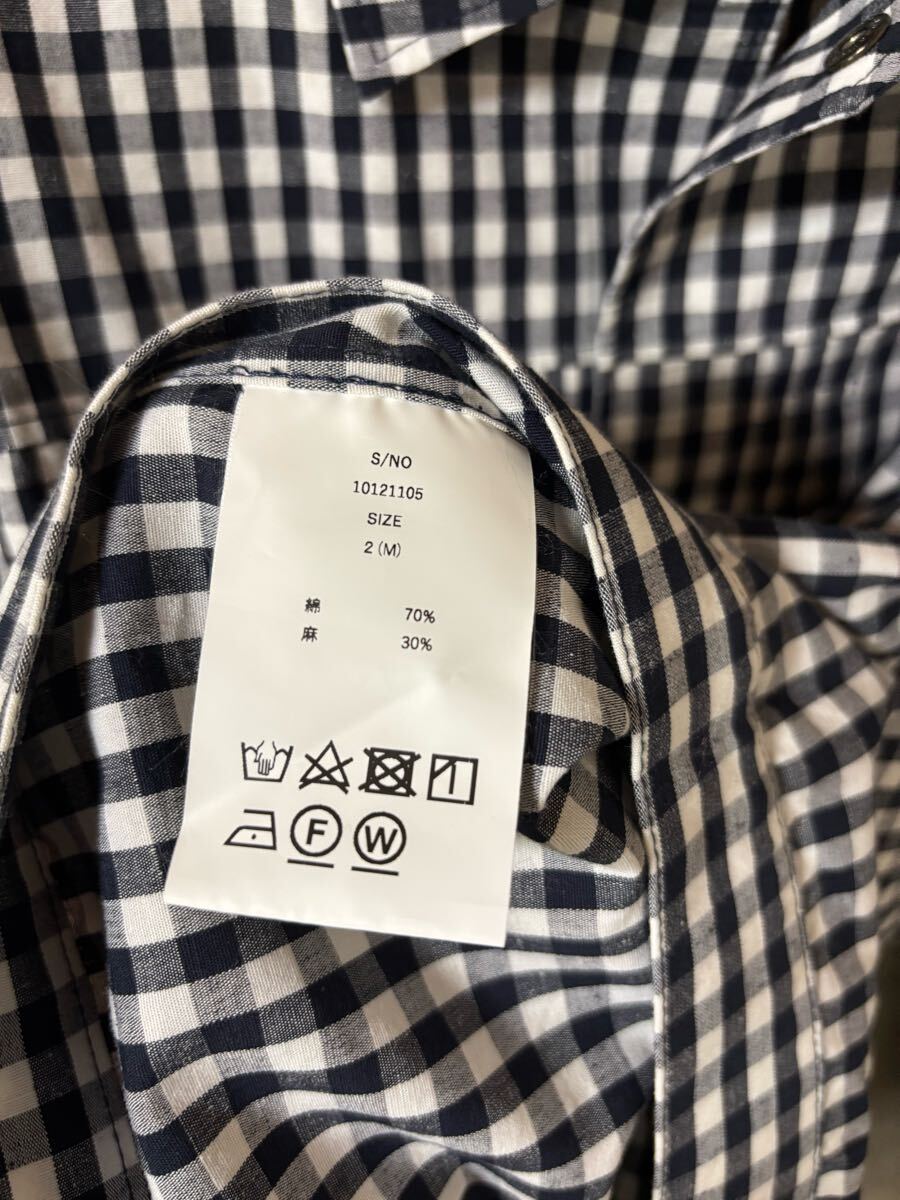 S/NO
10121105
SIZE
2 (M)
綿 70%
麻 30%
F W